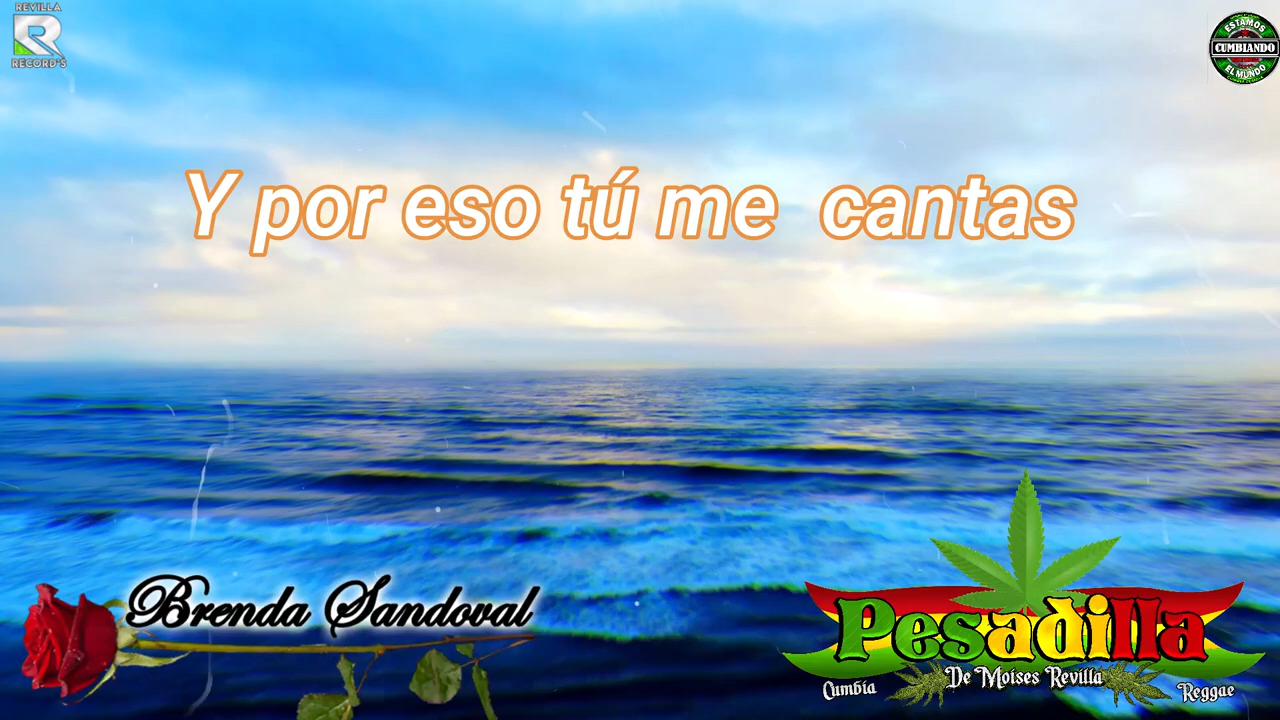 REVILLA
R
RECORD'S
ESTAMOS
CUMBIANDO
EL MUNDO
Y por eso tú me cantas
Brenda Sandoval
Pesadilla
De Moises Revilla
Cumbia
Reggae